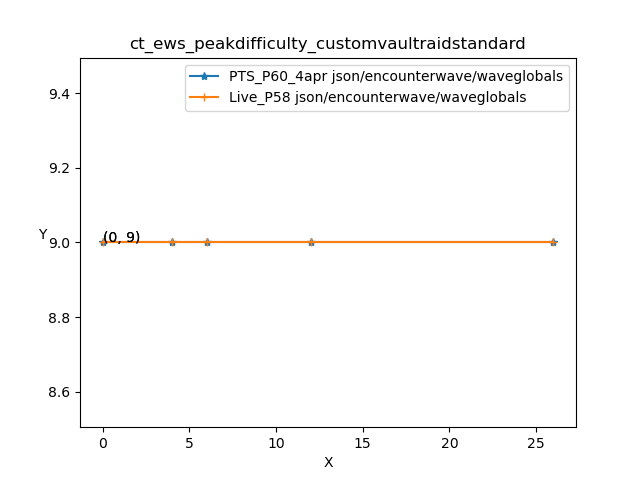 ct_ews_peakdifficulty_customvaultraidstandard
PTS_P60_4apr json/encounterwave/waveglobals
Live_P58 json/encounterwave/waveglobals
9.4
9.2
Y
9.0
(0, 9)
8.8
8.6
0 5 10 15 20 25
X